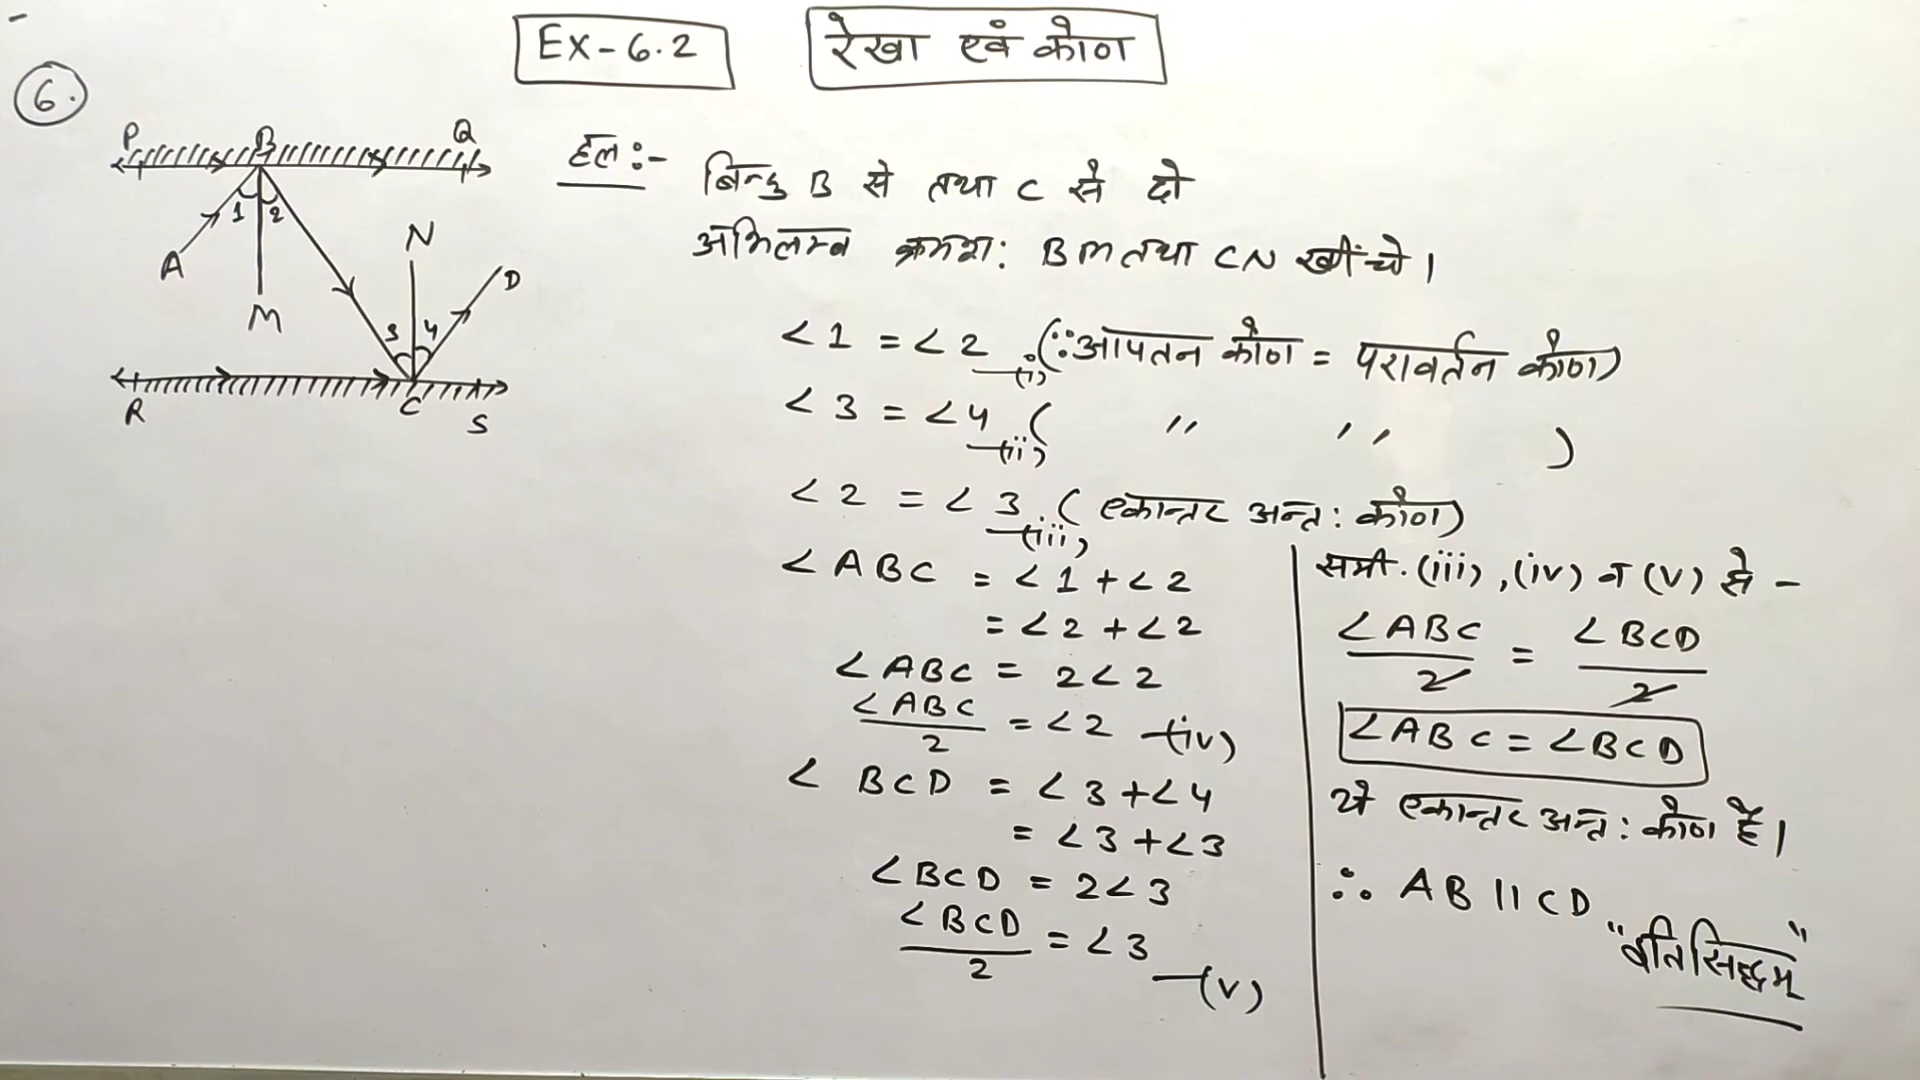 Ex-6.2
रेखा एवं कोण
6.
P B Q
1 2
A
M
N
D
3 4
R C S
हल:-
बिन्दु B से तथा C से दो
अभिलम्ब क्रमश: BM तथा CN खींचे।
∠1 = ∠2 —(i) (∵आपतन कोण = परावर्तन कोण)
∠3 = ∠4 —(ii) ( " " )
∠2 = ∠3 —(iii) (एकान्तर अन्त: कोण)
∠ABC = ∠1+∠2
= ∠2+∠2
∠ABC = 2∠2
∠ABC/2 = ∠2 —(iv)
∠BCD = ∠3+∠4
= ∠3+∠3
∠BCD = 2∠3
∠BCD/2 = ∠3 —(v)
समी. (iii), (iv) व (v) से -
∠ABC/2 = ∠BCD/2
∠ABC = ∠BCD
ये एकान्तर अन्त: कोण हैं।
∴ AB || CD
"इतिसिद्धम्"